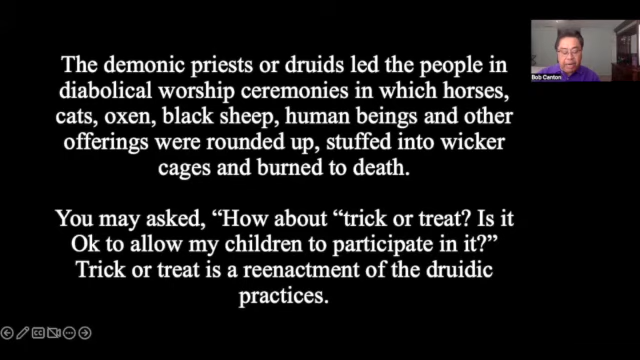 The demonic priests or druids led the people in
diabolical worship ceremonies in which horses,
cats, oxen, black sheep, human beings and other
offerings were rounded up, stuffed into wicker
cages and burned to death.
You may asked, “How about “trick or treat? Is it
Ok to allow my children to participate in it?”
Trick or treat is a reenactment of the druidic
practices.
Bob Canton
CC